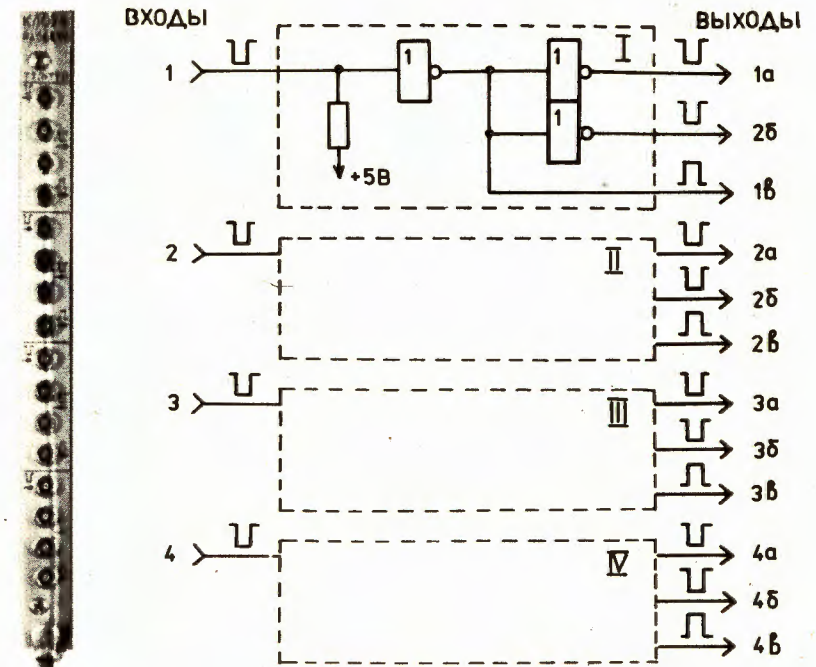 ВХОДЫ ВЫХОДЫ
I
1 1 1 1а
1 2б
+5В 1в
2 II 2а
2б
2в
3 III 3а
3б
3в
4 IV 4а
4б
4в